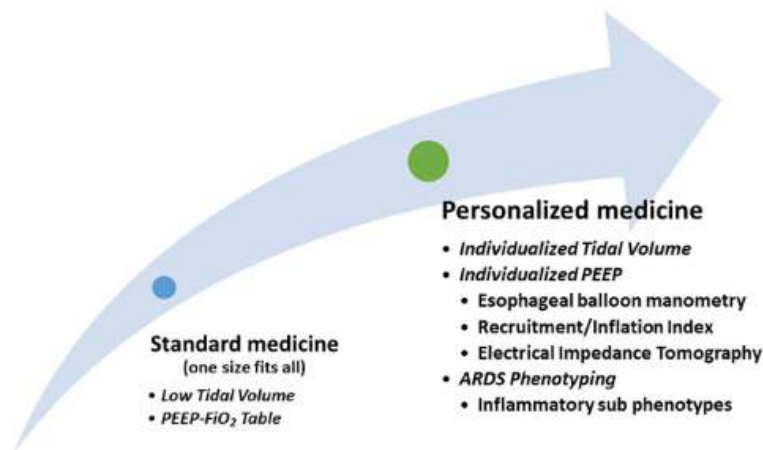 Standard medicine
(one size fits all)
• Low Tidal Volume
• PEEP-FiO₂ Table
Personalized medicine
• Individualized Tidal Volume
• Individualized PEEP
• Esophageal balloon manometry
• Recruitment/Inflation Index
• Electrical Impedance Tomography
• ARDS Phenotyping
• Inflammatory sub phenotypes